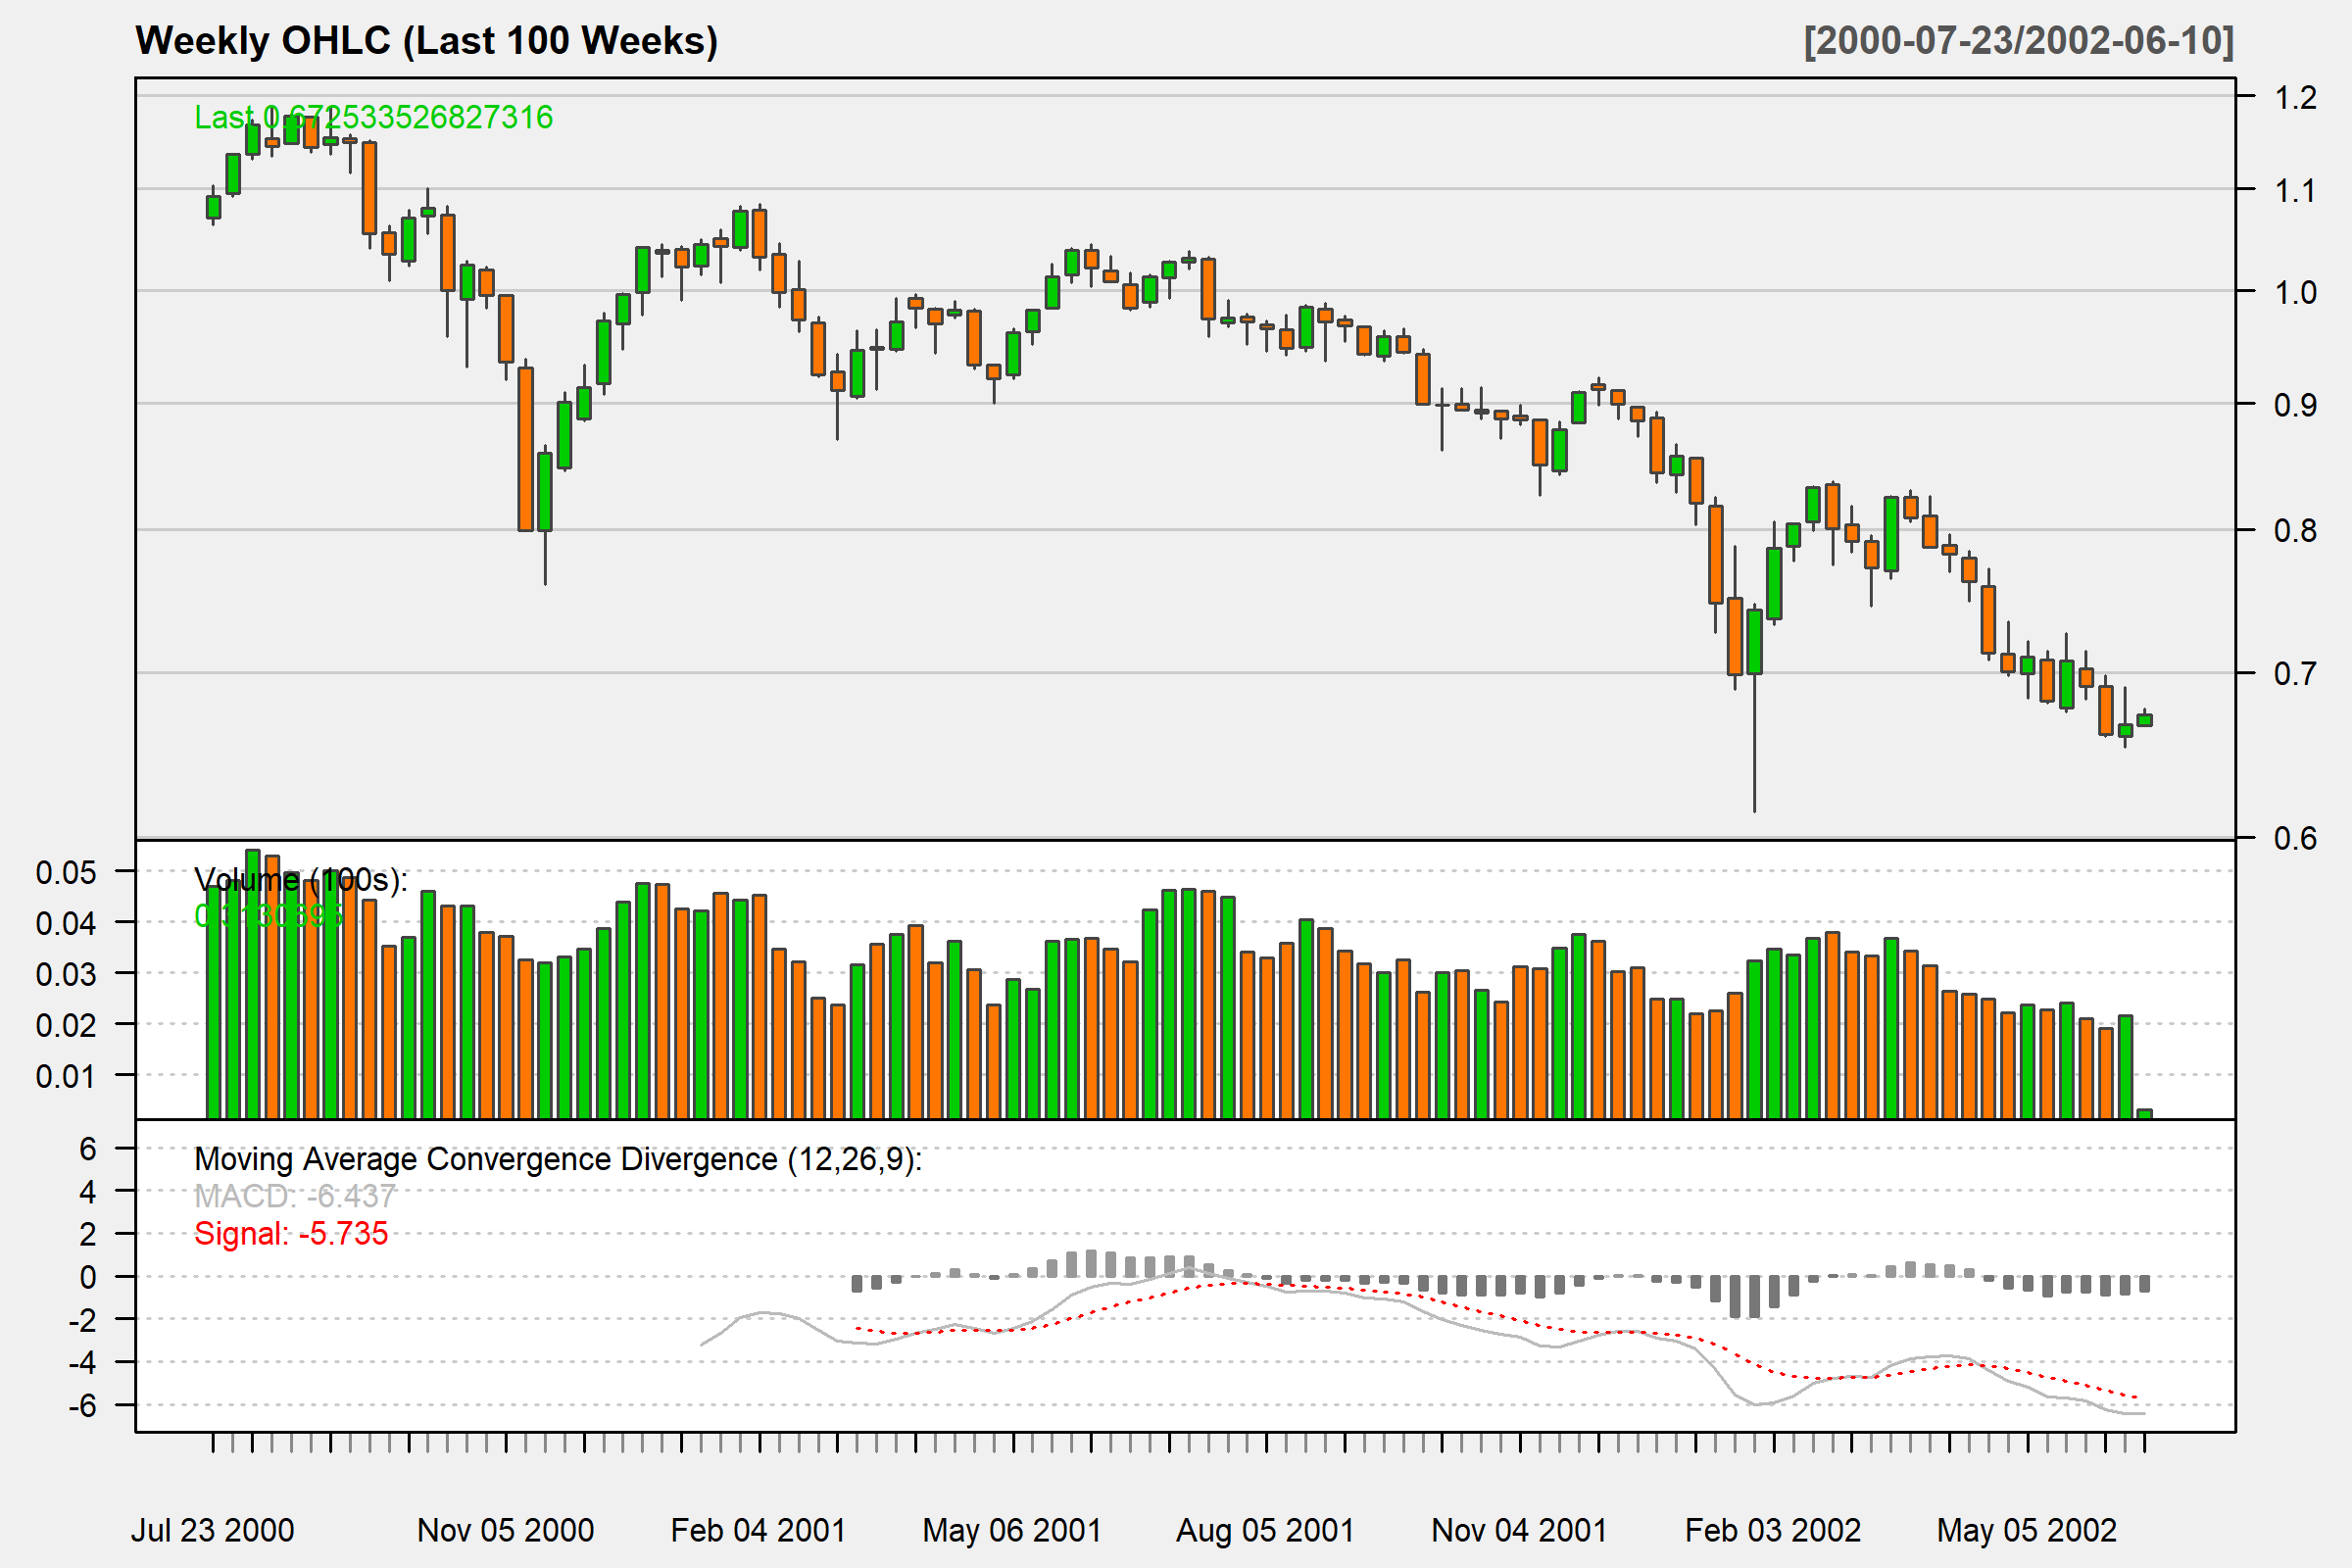 Weekly OHLC (Last 100 Weeks) [2000-07-23/2002-06-10]
Last 0.672533526827316
1.2
1.1
1.0
0.9
0.8
0.7
0.6
Volume (100s):
0.05
0.04
0.03
0.02
0.01
Moving Average Convergence Divergence (12,26,9):
MACD: -6.437
Signal: -5.735
6
4
2
0
-2
-4
-6
Jul 23 2000 Nov 05 2000 Feb 04 2001 May 06 2001 Aug 05 2001 Nov 04 2001 Feb 03 2002 May 05 2002